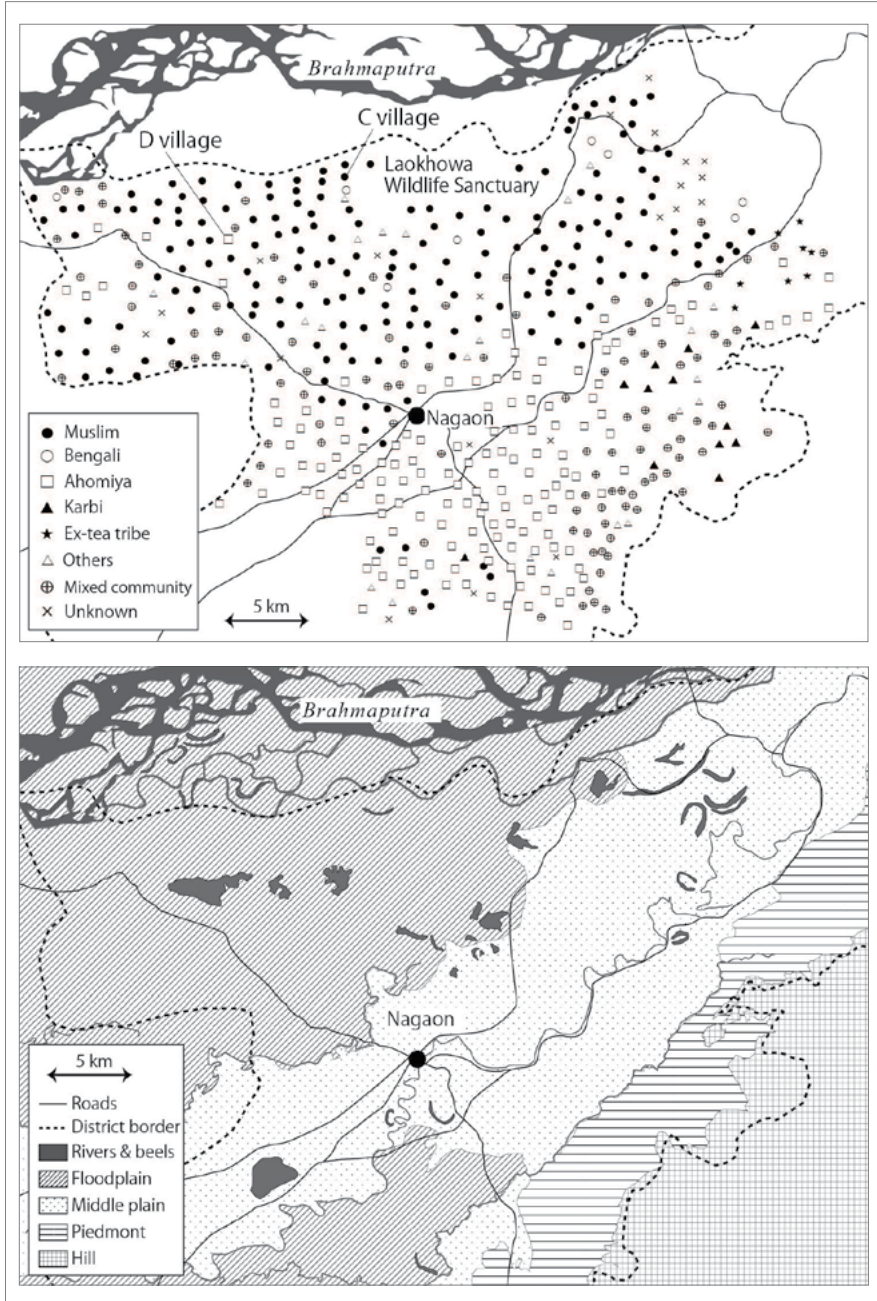 Brahmaputra
C village
D village
Laokhowa
Wildlife Sanctuary
Nagaon
Muslim
Bengali
Ahomiya
Karbi
Ex-tea tribe
Others
Mixed community
Unknown
5 km
Brahmaputra
Nagaon
5 km
Roads
District border
Rivers & beels
Floodplain
Middle plain
Piedmont
Hill